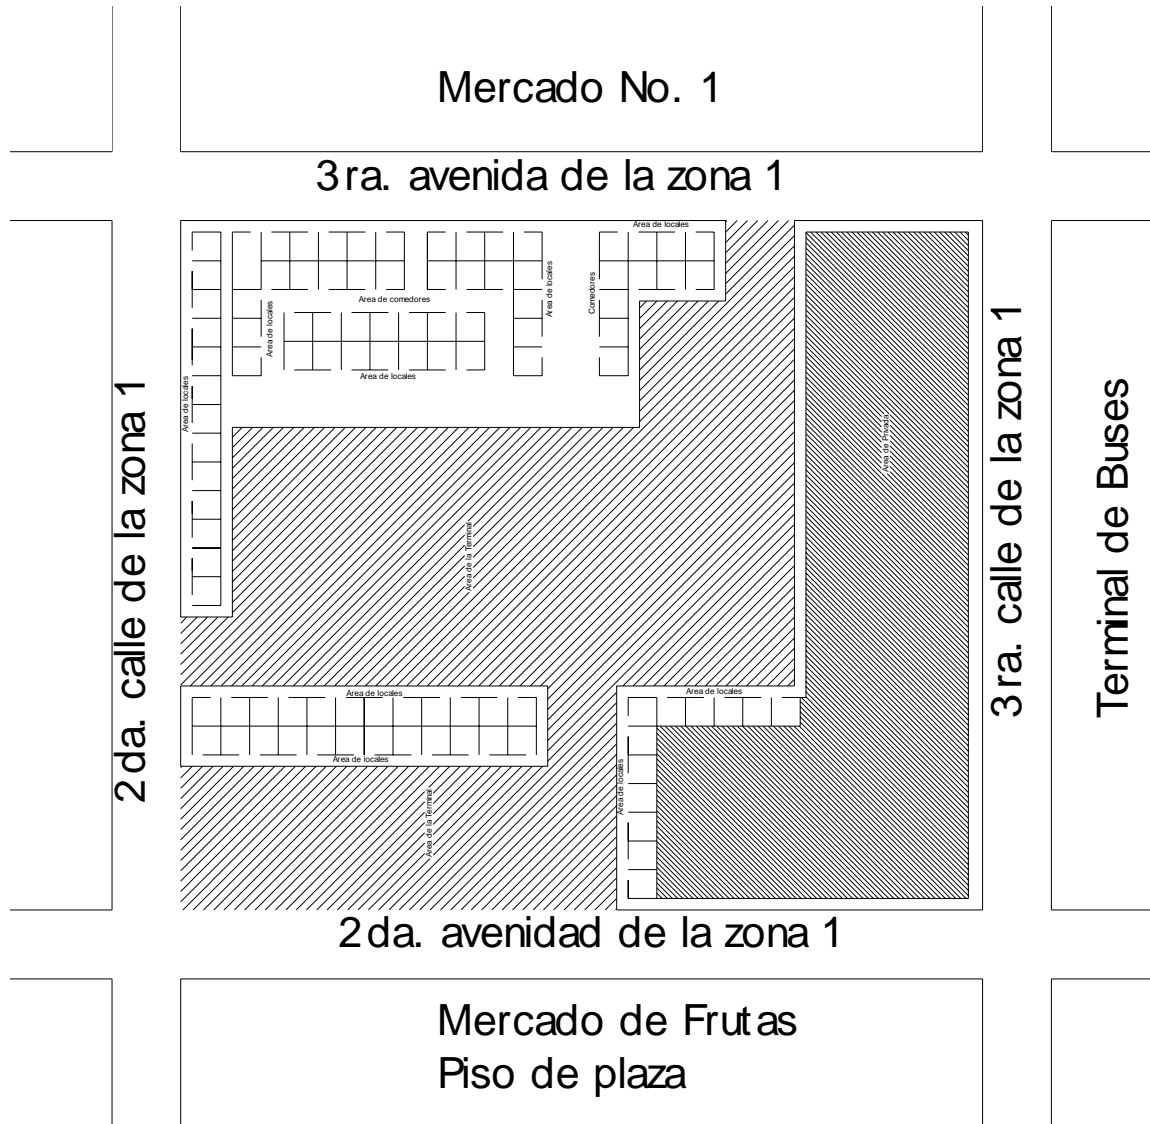 Mercado No. 1
3ra. avenida de la zona 1
Area de locales
Area de locales
Comedores
Area de comedores
Area de locales
Area de locales
Area de locales
2da. calle de la zona 1
Area de la Terminal
Area de Privada
3ra. calle de la zona 1
Terminal de Buses
Area de locales
Area de locales
Area de locales
Area de locales
Area de la Terminal
2da. avenidad de la zona 1
Mercado de Frutas
Piso de plaza